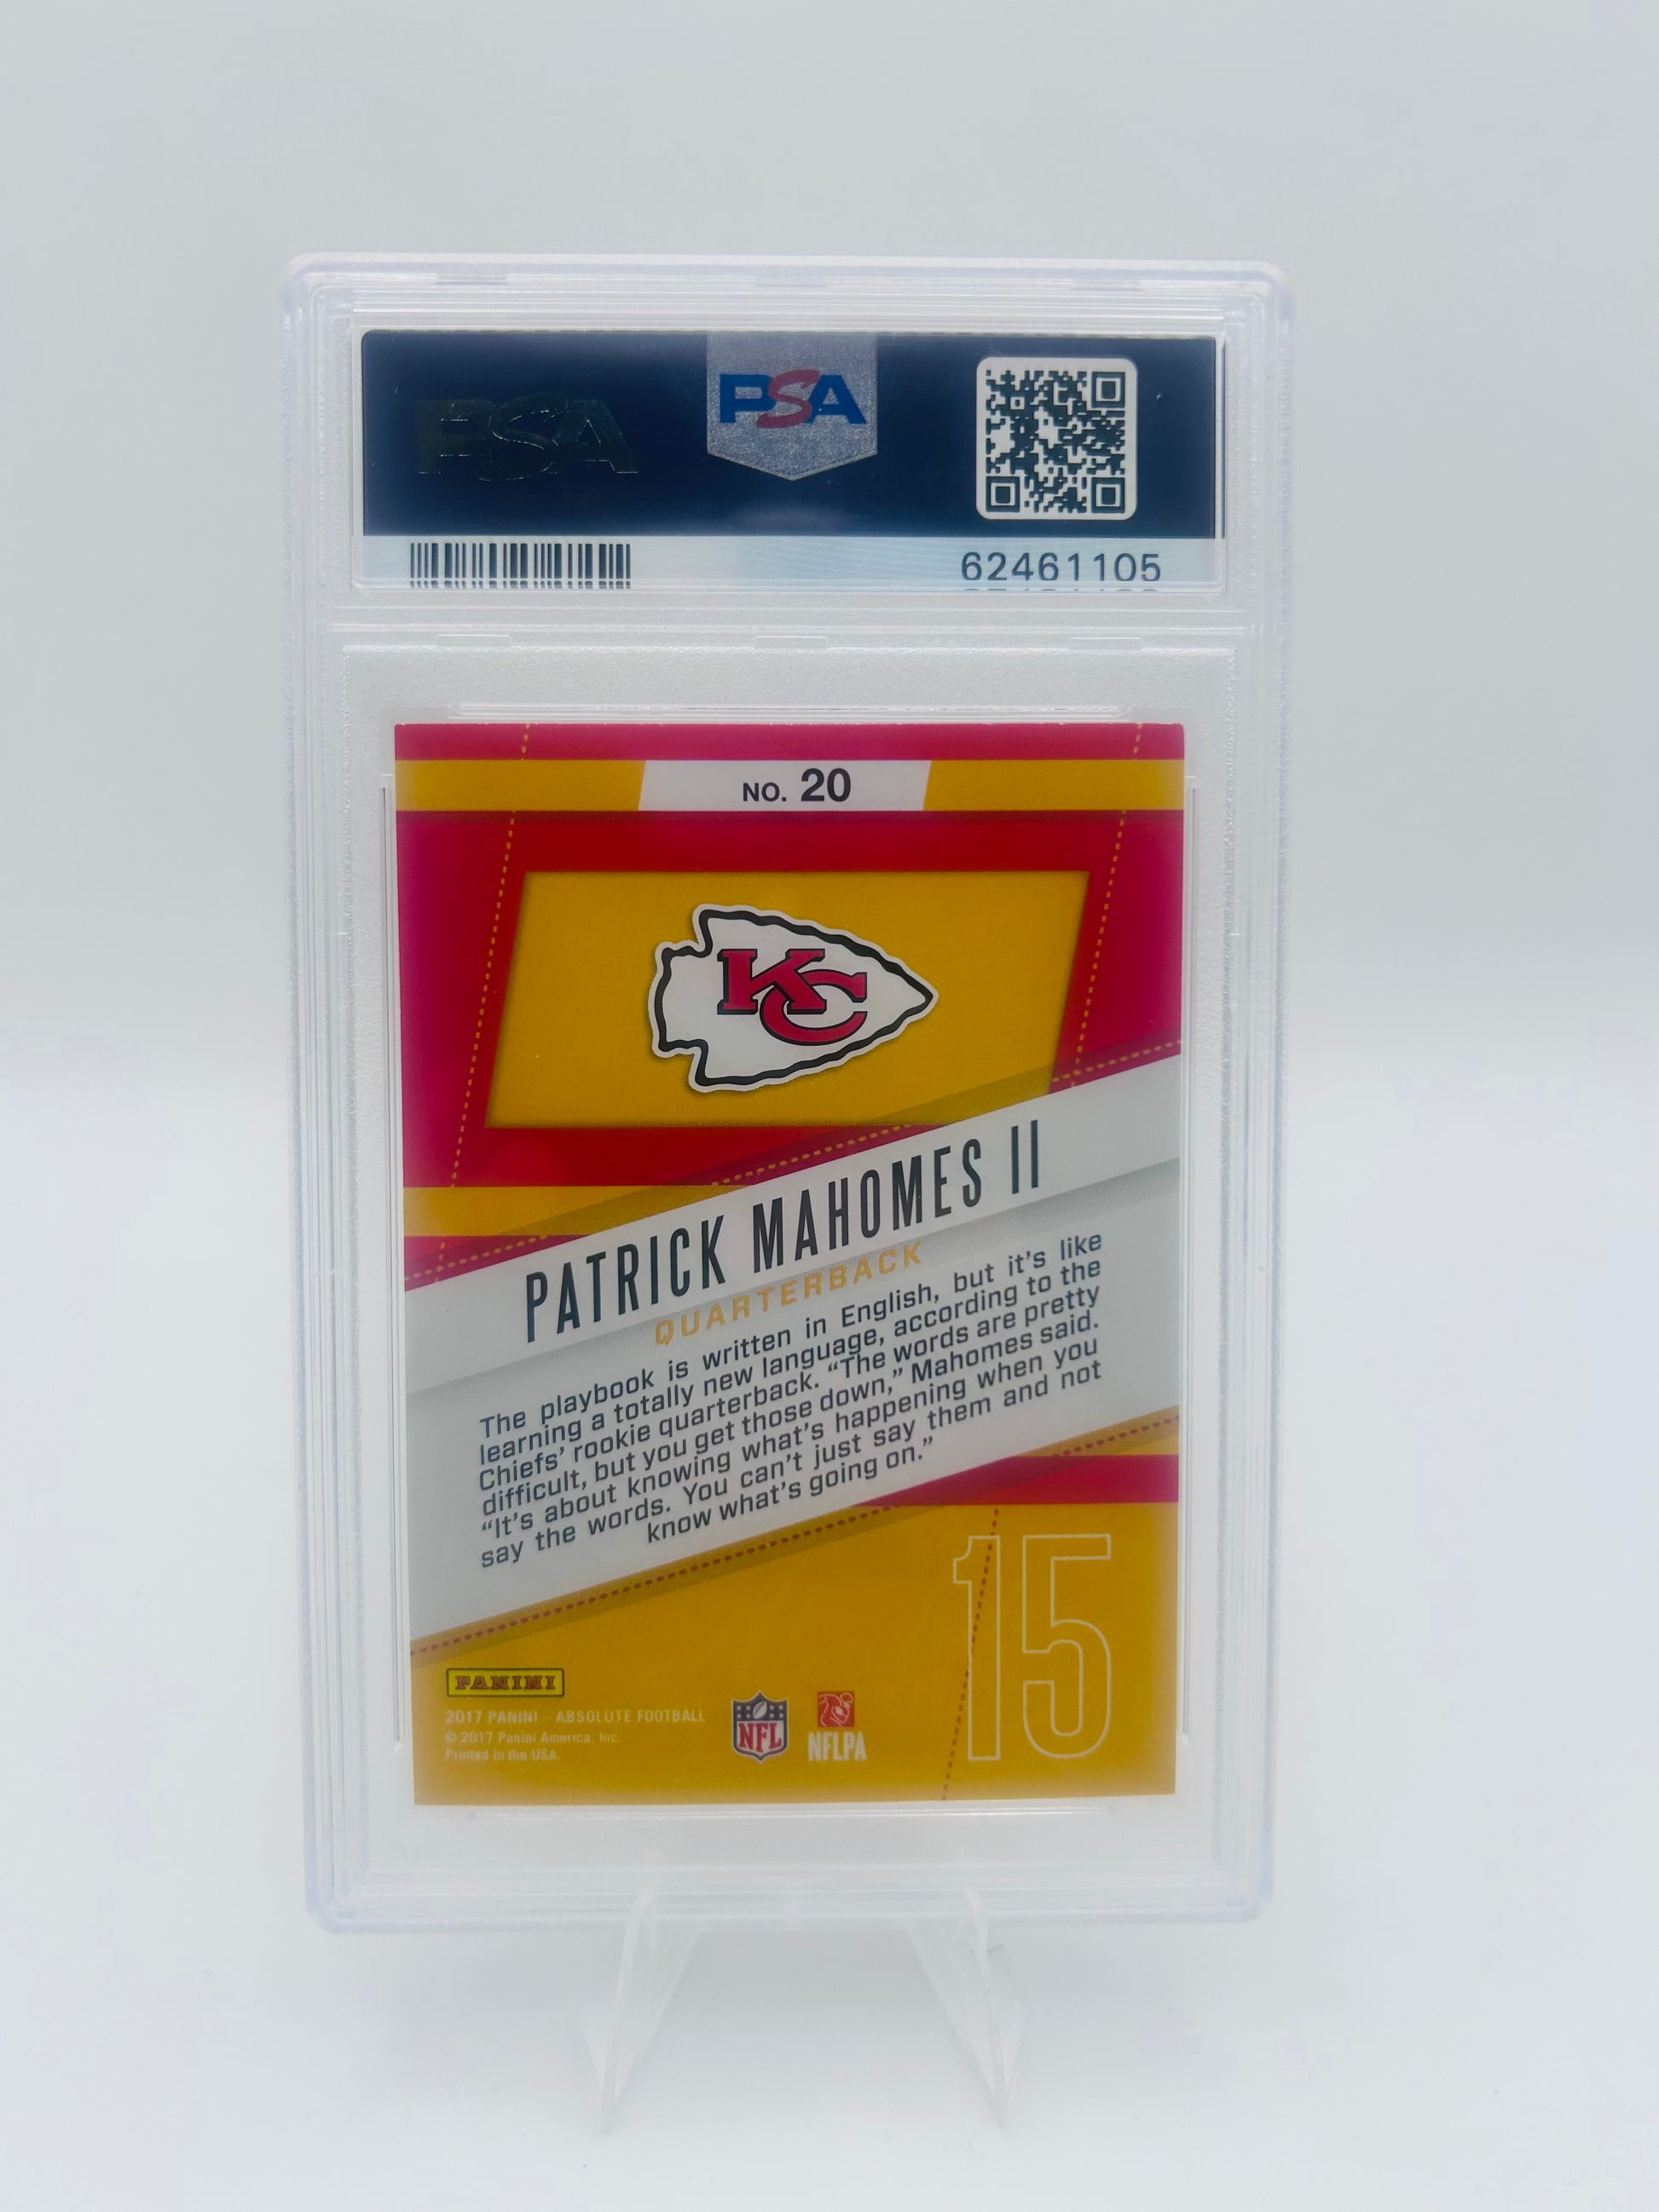 PSA
PSA
62461105
NO. 20
KC
PATRICK MAHOMES II
QUARTERBACK
The playbook is written in English, but it's like
learning a totally new language, according to the
Chiefs' rookie quarterback. “The words are pretty
difficult, but you get those down,” Mahomes said.
“It's about knowing what's happening when you
say the words. You can't just say them and not
know what's going on.”
15
PANINI
2017 PANINI – ABSOLUTE FOOTBALL
© 2017 Panini America, Inc.
Printed in the USA.
NFL
NFLPA